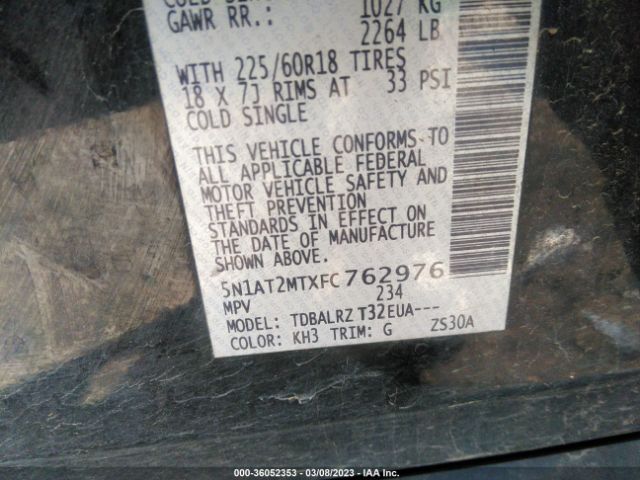 GAWR RR.: 1027 KG
2264 LB
WITH 225/60R18 TIRES
18 X 7J RIMS AT 33 PSI
COLD SINGLE
THIS VEHICLE CONFORMS TO
ALL APPLICABLE FEDERAL
MOTOR VEHICLE SAFETY AND
THEFT PREVENTION
STANDARDS IN EFFECT ON
THE DATE OF MANUFACTURE
SHOWN ABOVE.
5N1AT2MTXFC762976
MPV 234
MODEL: TDBALRZ T32EUA---
COLOR: KH3 TRIM: G ZS30A
000-36052353 — 03/08/2023 — IAA Inc.